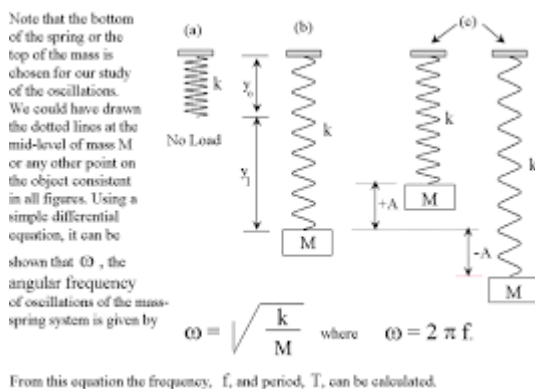 Note that the bottom
of the spring or the
top of the mass is
chosen for our study
of the oscillations.
We could have drawn
the dotted lines at the
mid-level of mass M
or any other point on
the object consistent
in all figures. Using a
simple differential
equation, it can be
shown that ω , the
angular frequency
of oscillations of the mass-
spring system is given by
(a)
k
No Load
(b)
y₀
y₁
k
M
(c)
k
M
+A
k
-A
M
ω = √ k / M where ω = 2 π f.
From this equation the frequency, f, and period, T, can be calculated.